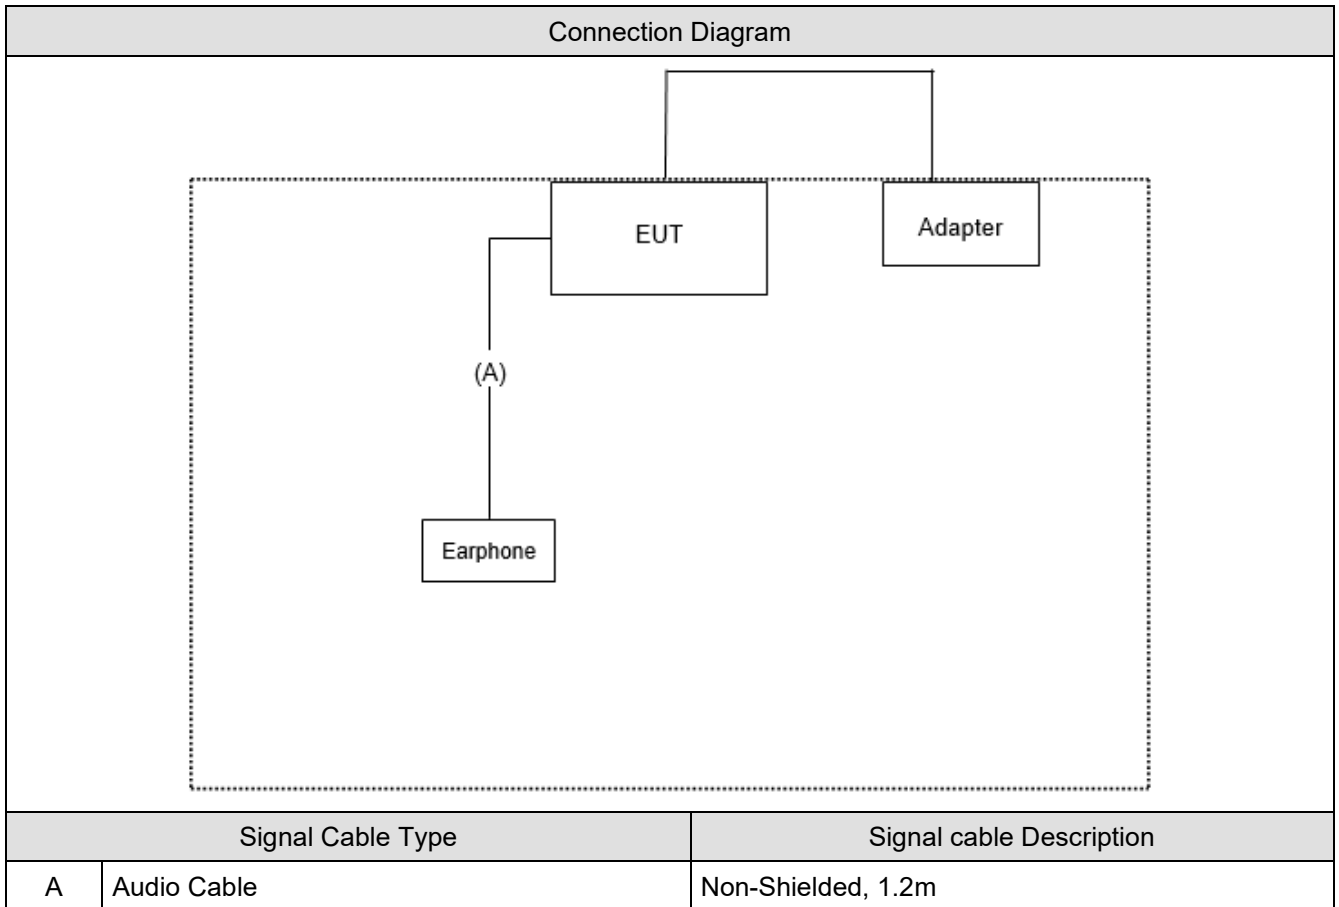 Connection Diagram
EUT
Adapter
(A)
Earphone
Signal Cable Type Signal cable Description
A Audio Cable Non-Shielded, 1.2m